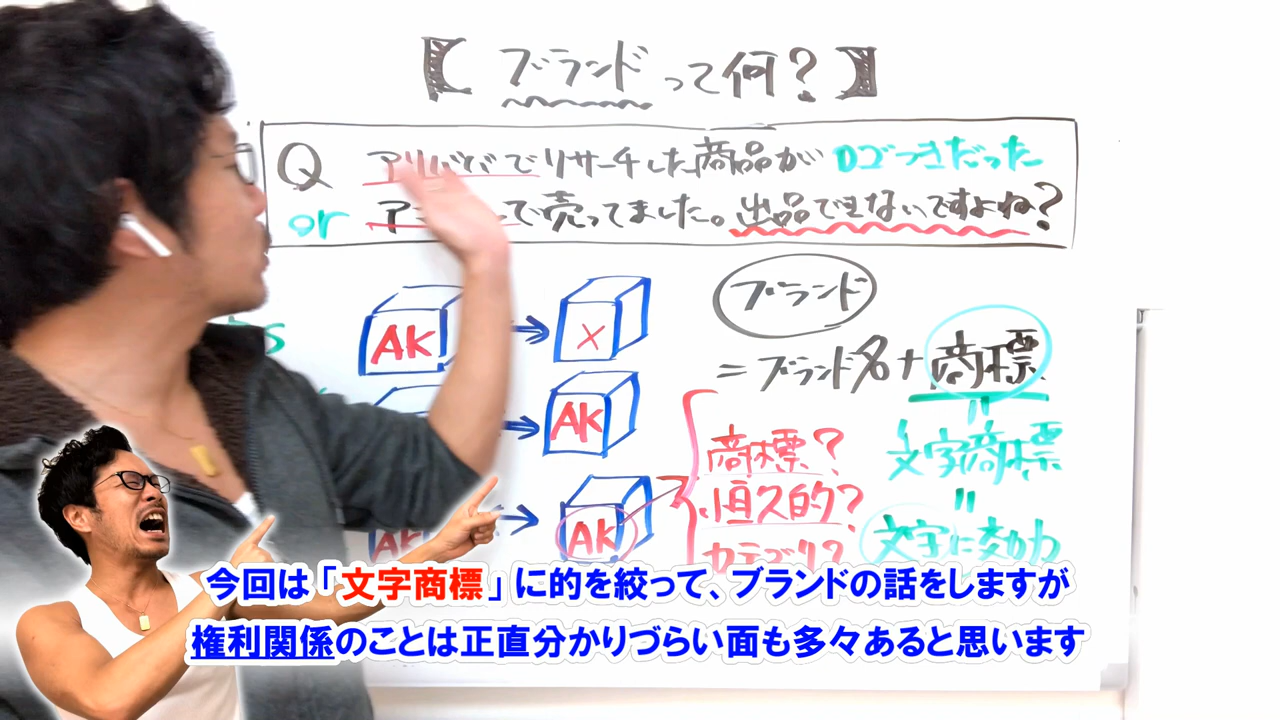 【ブランドって何?】
Q アリババでリサーチした商品がロゴつきだった
or アマゾンで売ってました。出品できないですよね?
ブランド
AK X
= ブランド名+商標
AK
商標? 文字商標
恒久的?
AK AK カテゴリ? 文字に効力
今回は「文字商標」に的を絞って、ブランドの話をしますが
権利関係のことは正直分かりづらい面も多々あると思います